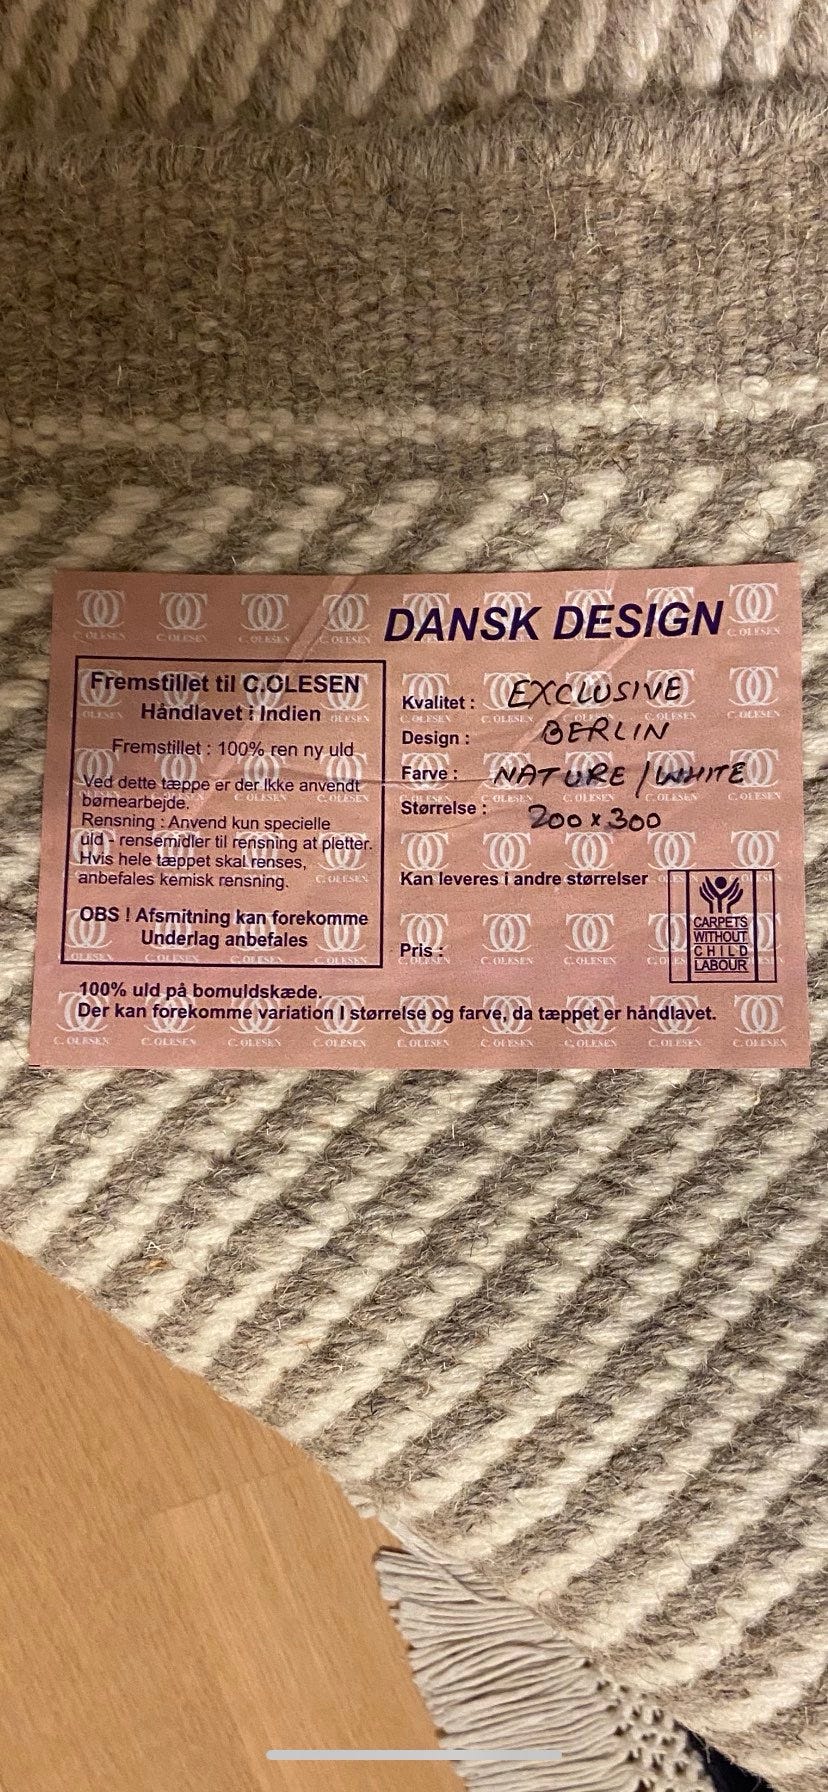 DANSK DESIGN
Fremstillet til C.OLESEN
Håndlavet i Indien
Fremstillet : 100% ren ny uld
Ved dette tæppe er der Ikke anvendt
børnearbejde.
Rensning : Anvend kun specielle
uld - rensemidler til rensning at pletter.
Hvis hele tæppet skal renses,
anbefales kemisk rensning.
OBS ! Afsmitning kan forekomme
Underlag anbefales
Kvalitet : EXCLUSIVE
Design : BERLIN
Farve : NATURE / WHITE
Størrelse : 200 x 300
Kan leveres i andre størrelser
Pris :
CARPETS
WITHOUT
CHILD
LABOUR
100% uld på bomuldskæde.
Der kan forekomme variation I størrelse og farve, da tæppet er håndlavet.
C. OLESEN